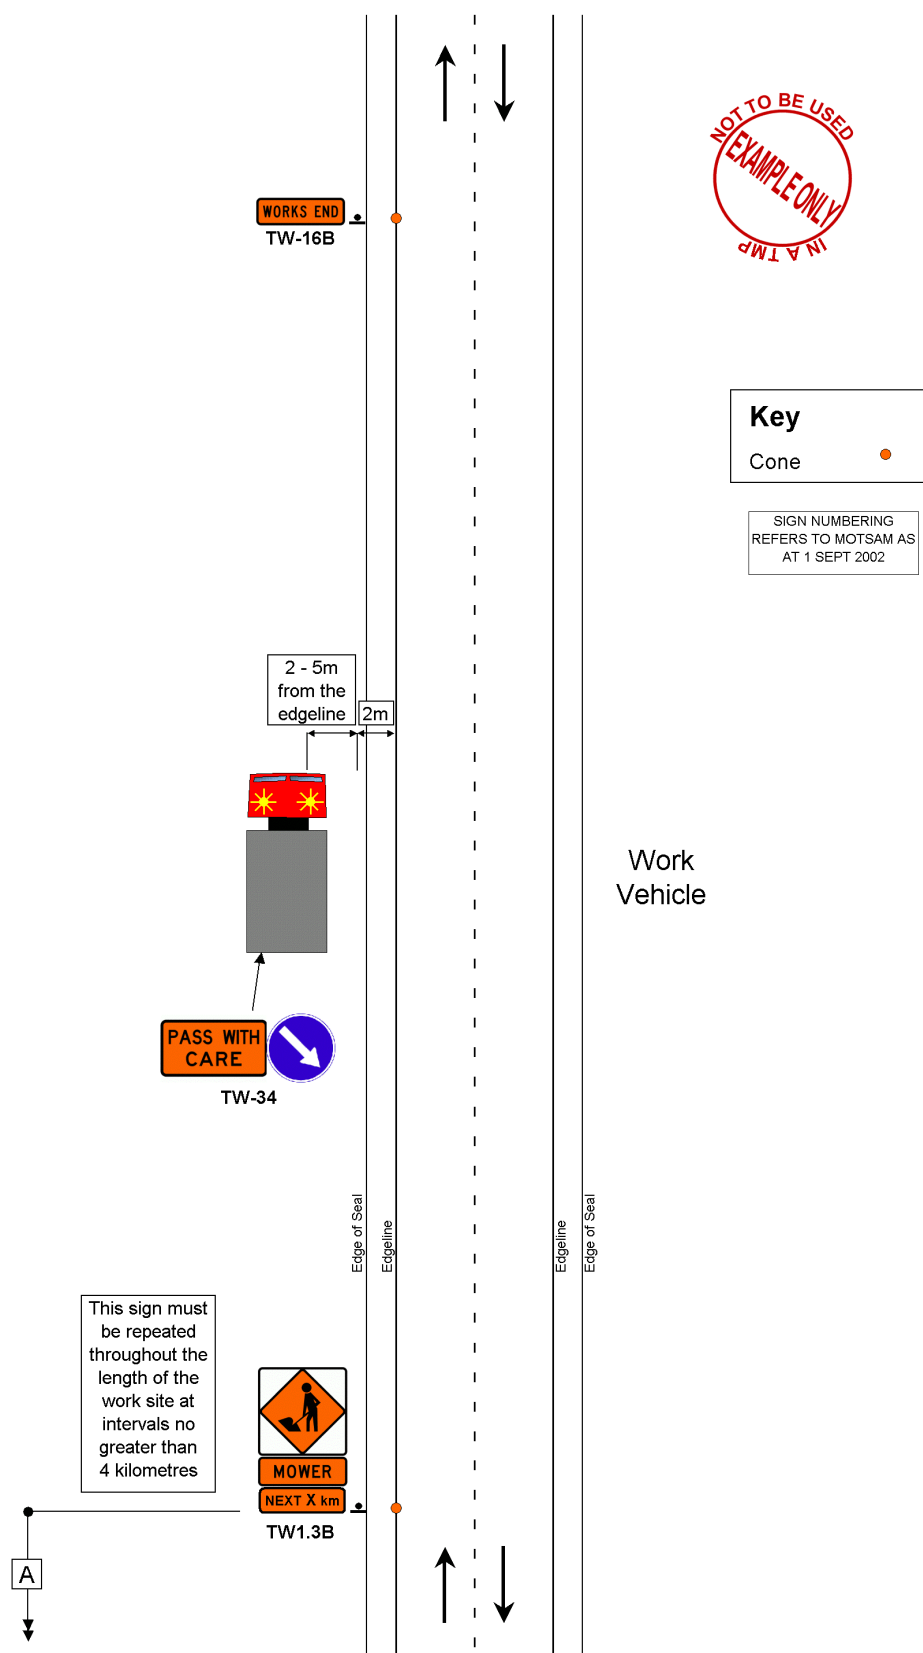 NOT TO BE USED
EXAMPLE ONLY
IN A TMP
WORKS END
TW-16B
Key
Cone
SIGN NUMBERING
REFERS TO MOTSAM AS
AT 1 SEPT 2002
2 - 5m
from the
edgeline
2m
Work
Vehicle
PASS WITH
CARE
TW-34
Edge of Seal
Edgeline
Edgeline
Edge of Seal
This sign must
be repeated
throughout the
length of the
work site at
intervals no
greater than
4 kilometres
MOWER
NEXT X km
TW1.3B
A